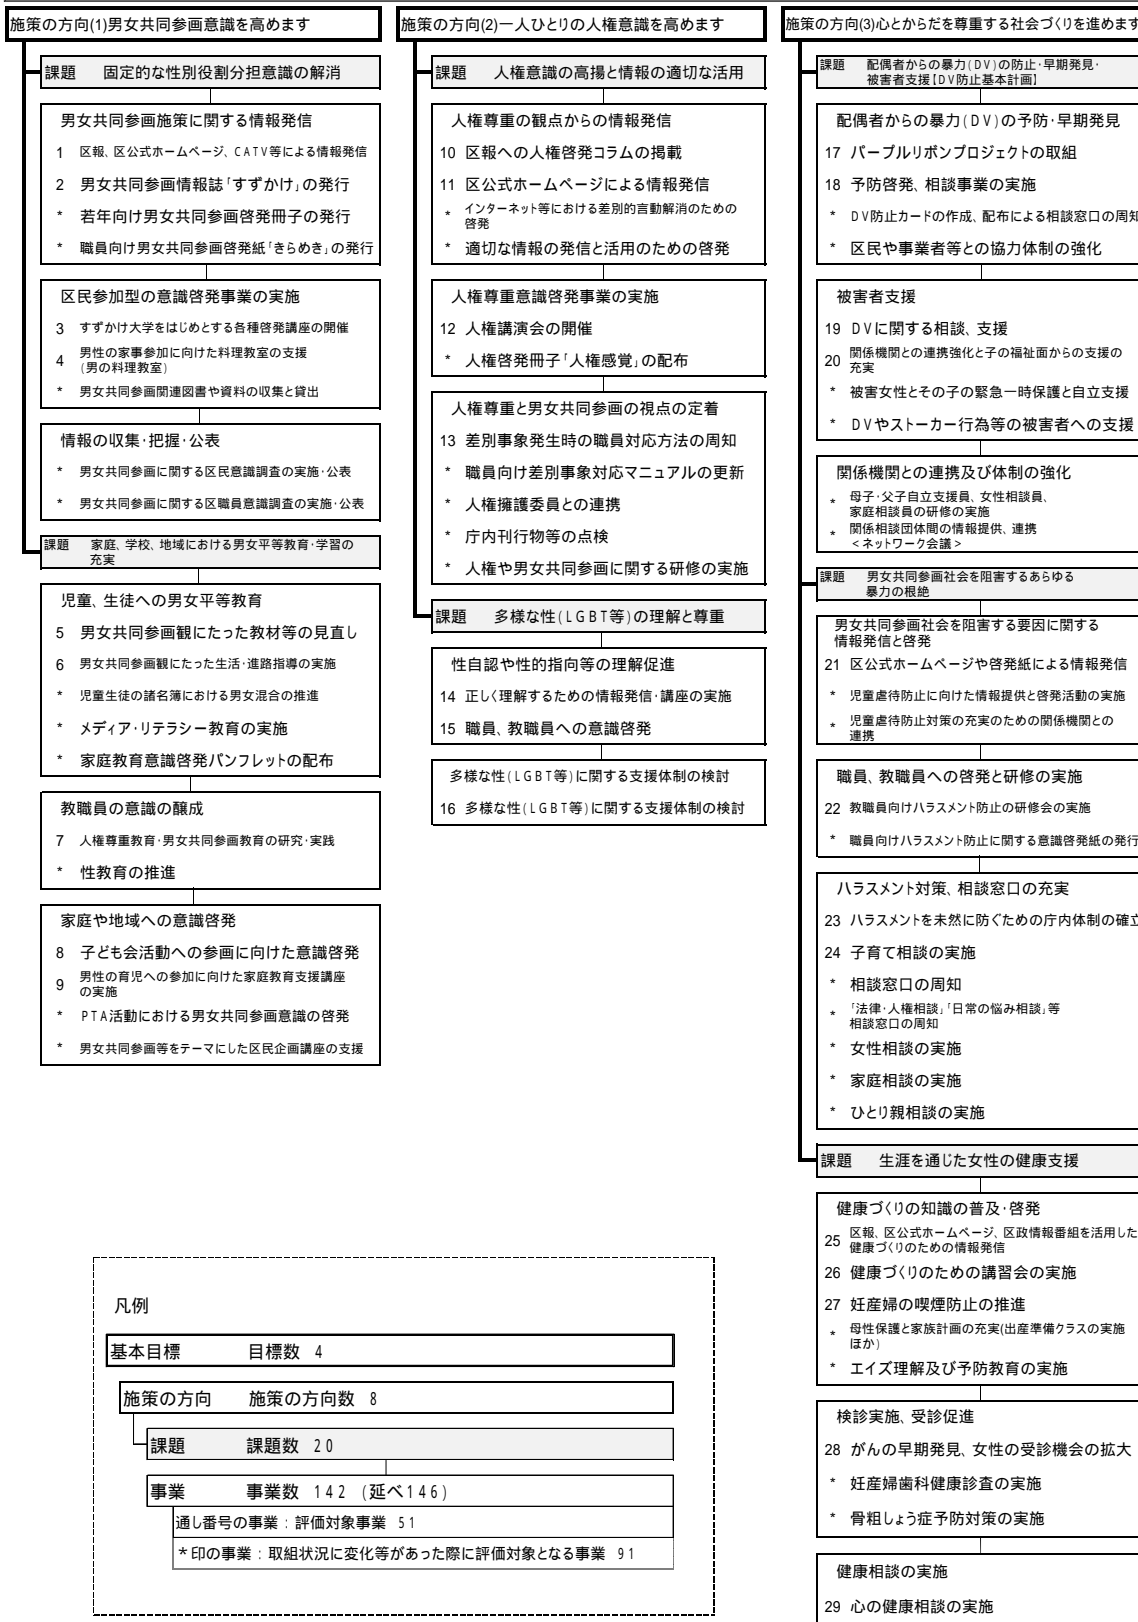 施策の方向(1)男女共同参画意識を高めます
課題 固定的な性別役割分担意識の解消
男女共同参画施策に関する情報発信
1 区報、区公式ホームページ、CATV等による情報発信
2 男女共同参画情報誌「すずかけ」の発行
* 若年向け男女共同参画啓発冊子の発行
* 職員向け男女共同参画啓発紙「きらめき」の発行
区民参加型の意識啓発事業の実施
3 すずかけ大学をはじめとする各種啓発講座の開催
4 男性の家事参加に向けた料理教室の支援
(男の料理教室)
* 男女共同参画関連図書や資料の収集と貸出
情報の収集・把握・公表
* 男女共同参画に関する区民意識調査の実施・公表
* 男女共同参画に関する区職員意識調査の実施・公表
課題 家庭、学校、地域における男女平等教育・学習の
充実
児童、生徒への男女平等教育
5 男女共同参画観にたった教材等の見直し
6 男女共同参画観にたった生活・進路指導の実施
* 児童生徒の諸名簿における男女混合の推進
* メディア・リテラシー教育の実施
* 家庭教育意識啓発パンフレットの配布
教職員の意識の醸成
7 人権尊重教育・男女共同参画教育の研究・実践
* 性教育の推進
家庭や地域への意識啓発
8 子ども会活動への参画に向けた意識啓発
9 男性の育児への参加に向けた家庭教育支援講座
の実施
* PTA活動における男女共同参画意識の啓発
* 男女共同参画等をテーマにした区民企画講座の支援
施策の方向(2)一人ひとりの人権意識を高めます
課題 人権意識の高揚と情報の適切な活用
人権尊重の観点からの情報発信
10 区報への人権啓発コラムの掲載
11 区公式ホームページによる情報発信
* インターネット等における差別的言動解消のための
啓発
* 適切な情報の発信と活用のための啓発
人権尊重意識啓発事業の実施
12 人権講演会の開催
* 人権啓発冊子「人権感覚」の配布
人権尊重と男女共同参画の視点の定着
13 差別事象発生時の職員対応方法の周知
* 職員向け差別事象対応マニュアルの更新
* 人権擁護委員との連携
* 庁内刊行物等の点検
* 人権や男女共同参画に関する研修の実施
課題 多様な性(LGBT等)の理解と尊重
性自認や性的指向等の理解促進
14 正しく理解するための情報発信・講座の実施
15 職員、教職員への意識啓発
多様な性(LGBT等)に関する支援体制の検討
16 多様な性(LGBT等)に関する支援体制の検討
施策の方向(3)心とからだを尊重する社会づくりを進めます
課題 配偶者からの暴力(DV)の防止・早期発見・
被害者支援【DV防止基本計画】
配偶者からの暴力(DV)の予防・早期発見
17 パープルリボンプロジェクトの取組
18 予防啓発、相談事業の実施
* DV防止カードの作成、配布による相談窓口の周知
* 区民や事業者等との協力体制の強化
被害者支援
19 DVに関する相談、支援
20 関係機関との連携強化と子の福祉面からの支援の
充実
* 被害女性とその子の緊急一時保護と自立支援
* DVやストーカー行為等の被害者への支援
関係機関との連携及び体制の強化
* 母子・父子自立支援員、女性相談員、
家庭相談員の研修の実施
* 関係相談団体間の情報提供、連携
<ネットワーク会議>
課題 男女共同参画社会を阻害するあらゆる
暴力の根絶
男女共同参画社会を阻害する要因に関する
情報発信と啓発
21 区公式ホームページや啓発紙による情報発信
* 児童虐待防止に向けた情報提供と啓発活動の実施
* 児童虐待防止対策の充実のための関係機関との
連携
職員、教職員への啓発と研修の実施
22 教職員向けハラスメント防止の研修会の実施
* 職員向けハラスメント防止に関する意識啓発紙の発行
ハラスメント対策、相談窓口の充実
23 ハラスメントを未然に防ぐための庁内体制の確立
24 子育て相談の実施
* 相談窓口の周知
* 「法律・人権相談」「日常の悩み相談」等
相談窓口の周知
* 女性相談の実施
* 家庭相談の実施
* ひとり親相談の実施
課題 生涯を通じた女性の健康支援
健康づくりの知識の普及・啓発
25 区報、区公式ホームページ、区政情報番組を活用した
健康づくりのための情報発信
26 健康づくりのための講習会の実施
27 妊産婦の喫煙防止の推進
* 母性保護と家族計画の充実(出産準備クラスの実施
ほか)
* エイズ理解及び予防教育の実施
検診実施、受診促進
28 がんの早期発見、女性の受診機会の拡大
* 妊産婦歯科健康診査の実施
* 骨粗しょう症予防対策の実施
健康相談の実施
29 心の健康相談の実施
凡例
基本目標 目標数 4
施策の方向 施策の方向数 8
課題 課題数 20
事業 事業数 142 (延べ146)
通し番号の事業:評価対象事業 51
*印の事業:取組状況に変化等があった際に評価対象となる事業 91